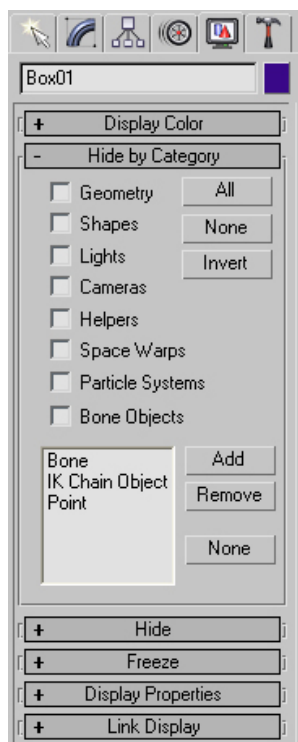 Box01
+ Display Color
- Hide by Category
Geometry All
Shapes None
Lights Invert
Cameras
Helpers
Space Warps
Particle Systems
Bone Objects
Bone Add
IK Chain Object
Point Remove
None
+ Hide
+ Freeze
+ Display Properties
+ Link Display